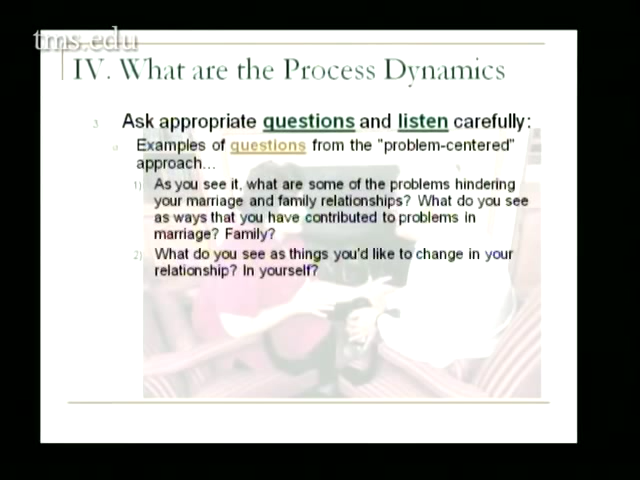 tms.edu
IV. What are the Process Dynamics
3 Ask appropriate questions and listen carefully:
Examples of questions from the "problem-centered"
approach...
1) As you see it, what are some of the problems hindering
your marriage and family relationships? What do you see
as ways that you have contributed to problems in
marriage? Family?
2) What do you see as things you'd like to change in your
relationship? In yourself?